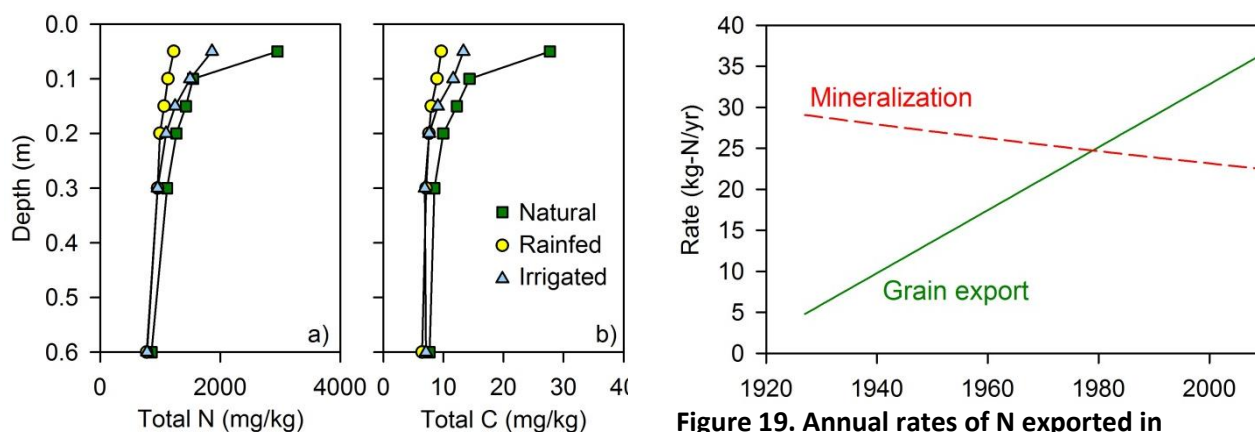 0.0
0.1
0.2
0.3
0.4
0.5
0.6
Depth (m)
0
2000
4000
Total N (mg/kg)
a)
0
10
20
30
40
Total C (mg/kg)
Natural
Rainfed
Irrigated
b)
40
35
30
25
20
15
10
5
0
Rate (kg-N/yr)
Mineralization
Grain export
1920
1940
1960
1980
2000
Figure 19. Annual rates of N exported in